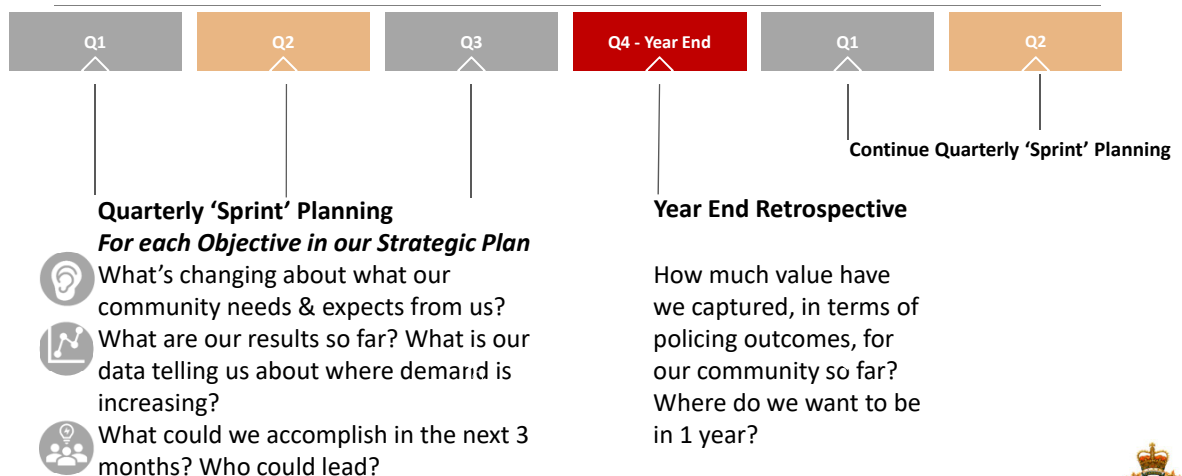 Q1
Q2
Q3
Q4 - Year End
Q1
Q2
Continue Quarterly ‘Sprint’ Planning
Quarterly ‘Sprint’ Planning
For each Objective in our Strategic Plan
What’s changing about what our
community needs & expects from us?
What are our results so far? What is our
data telling us about where demand is
increasing?
What could we accomplish in the next 3
months? Who could lead?
Year End Retrospective
How much value have
we captured, in terms of
policing outcomes, for
our community so far?
Where do we want to be
in 1 year?